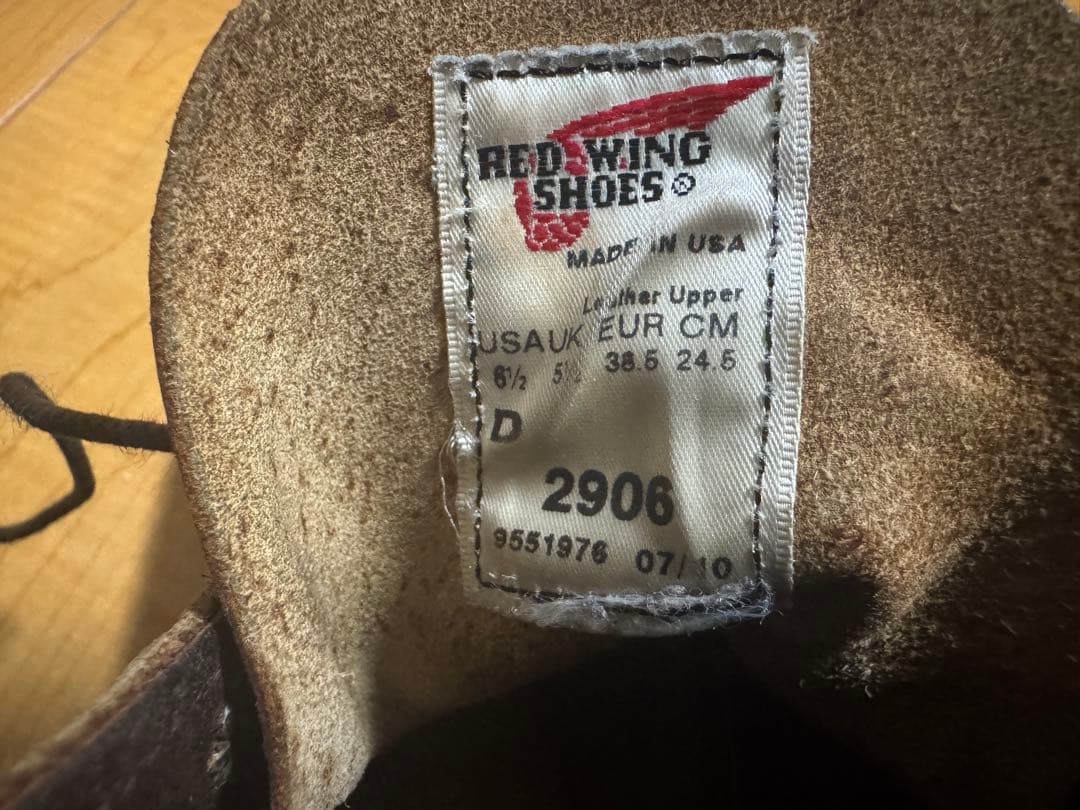 RED WING
SHOES®
MADE IN USA
Leather Upper
USA UK EUR CM
6½ 5½ 38.5 24.5
D
2906
9551976 07/10